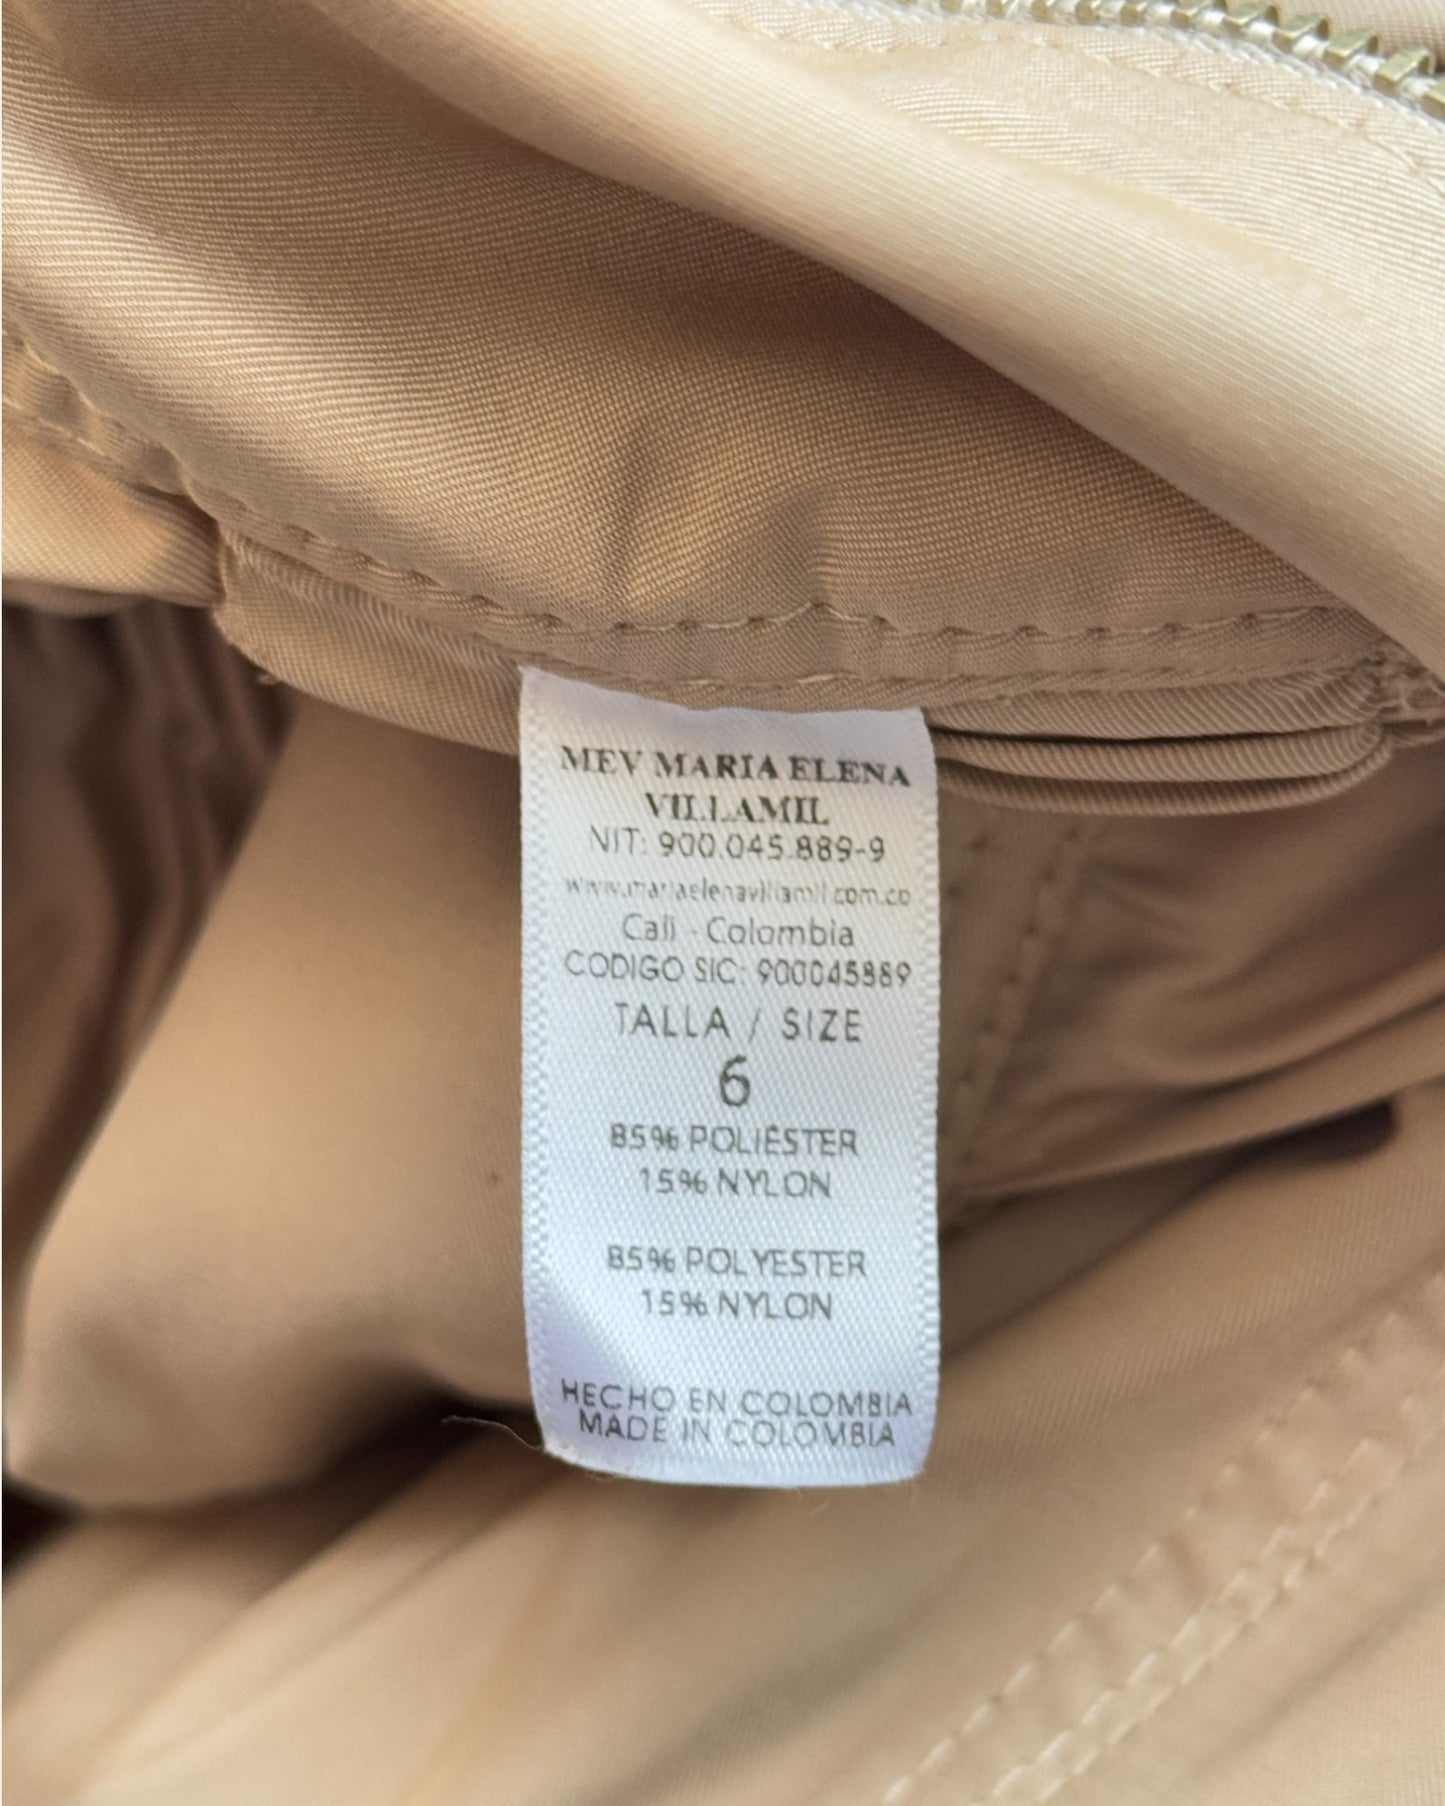 MEV MARIA ELENA
VILLAMIL
NIT: 900.045.889-9
www.mariaelenavillamil.com.co
Cali - Colombia
CODIGO SIC: 900045889
TALLA / SIZE
6
85% POLIÉSTER
15% NYLON
85% POLYESTER
15% NYLON
HECHO EN COLOMBIA
MADE IN COLOMBIA